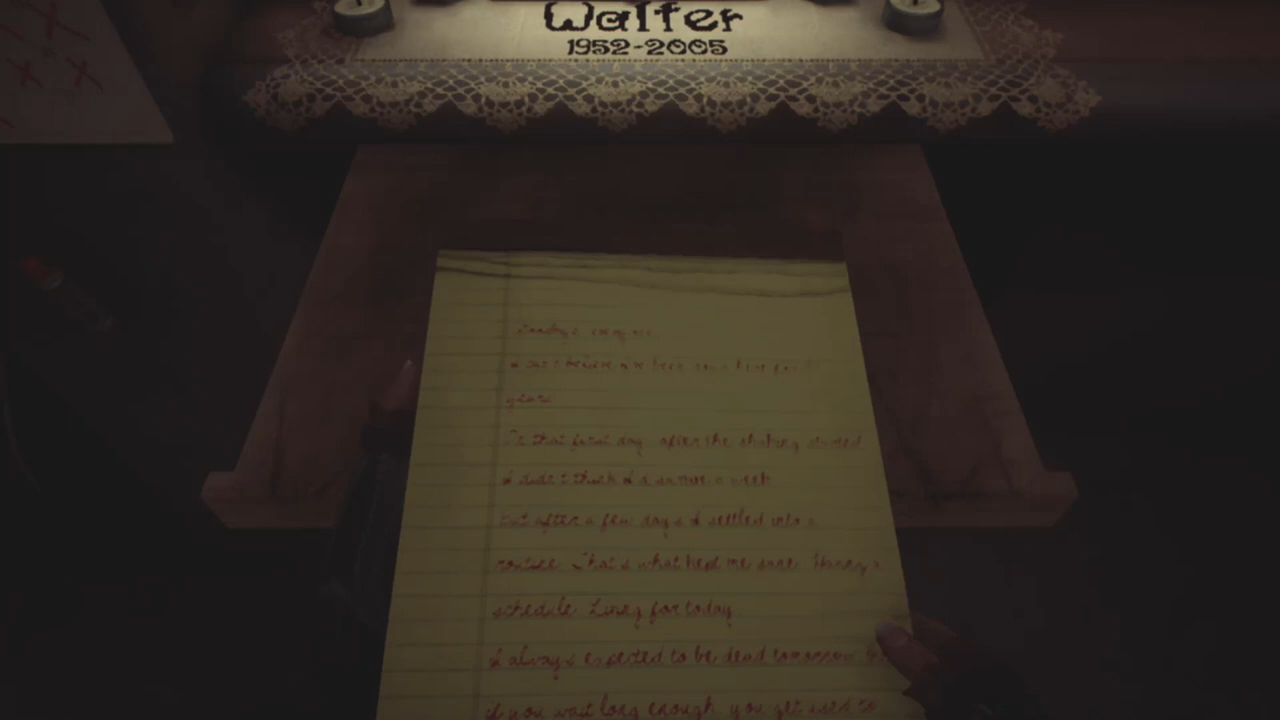 Walter
1952-2005
years
In that first day after the shaking started
I didn't think I'd survive a week
but after a few days I settled into a
routine. That's what kept me sane. Having a
schedule. Living for today
I always expected to be dead tomorrow
if you wait long enough, you get used to